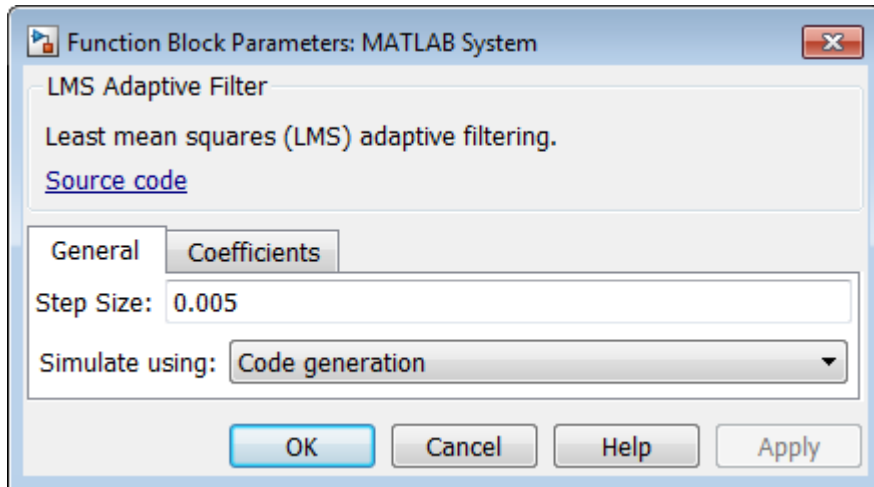 Function Block Parameters: MATLAB System
LMS Adaptive Filter
Least mean squares (LMS) adaptive filtering.
Source code
General Coefficients
Step Size: 0.005
Simulate using: Code generation
OK Cancel Help Apply